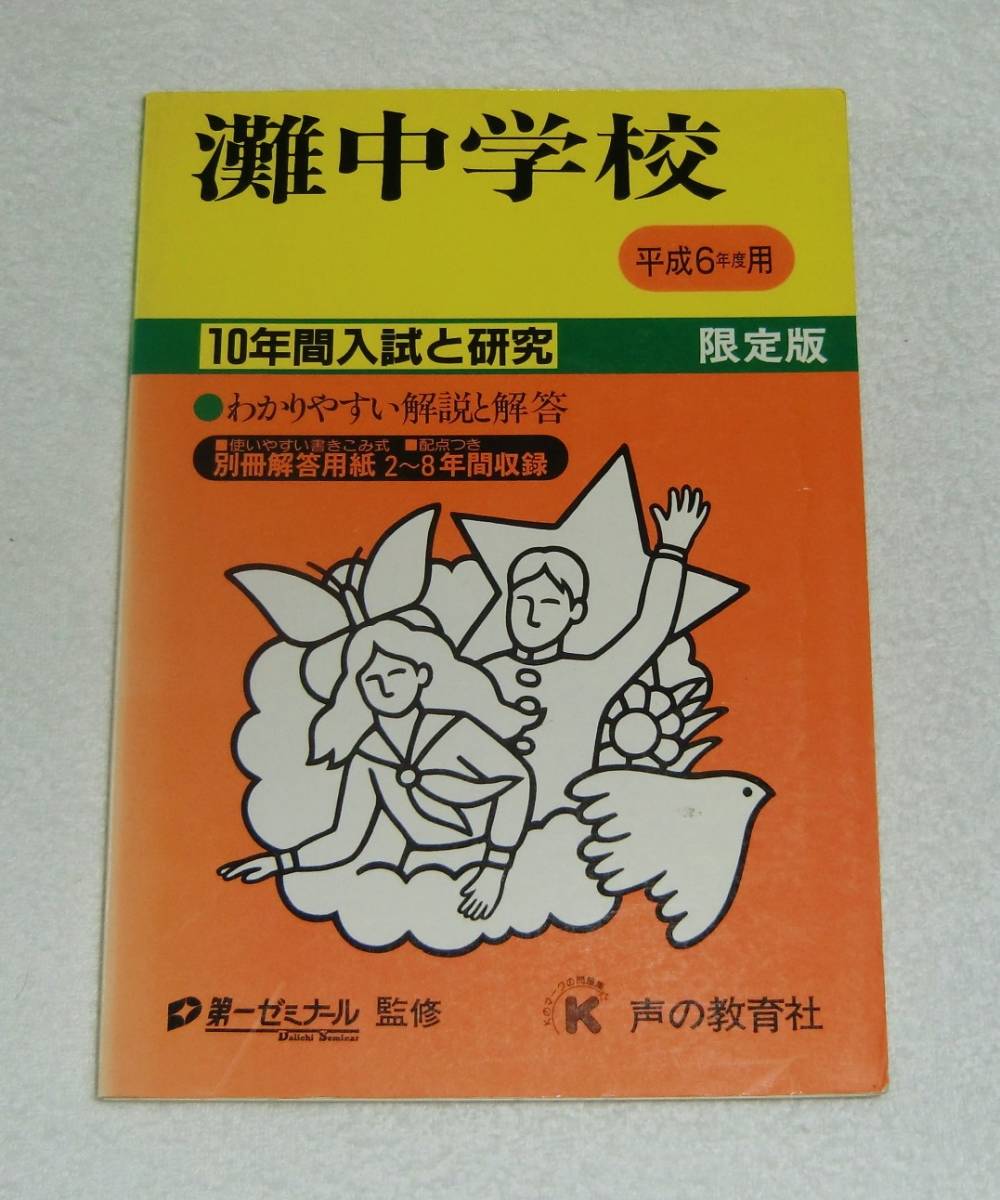 灘中学校
平成6年度用
10年間入試と研究 限定版
●わかりやすい解説と解答
■使いやすい書きこみ式 ■配点つき
別冊解答用紙 2〜8年間収録
第一ゼミナール 監修
Daiichi Seminar
Kのマークの問題集
K 声の教育社